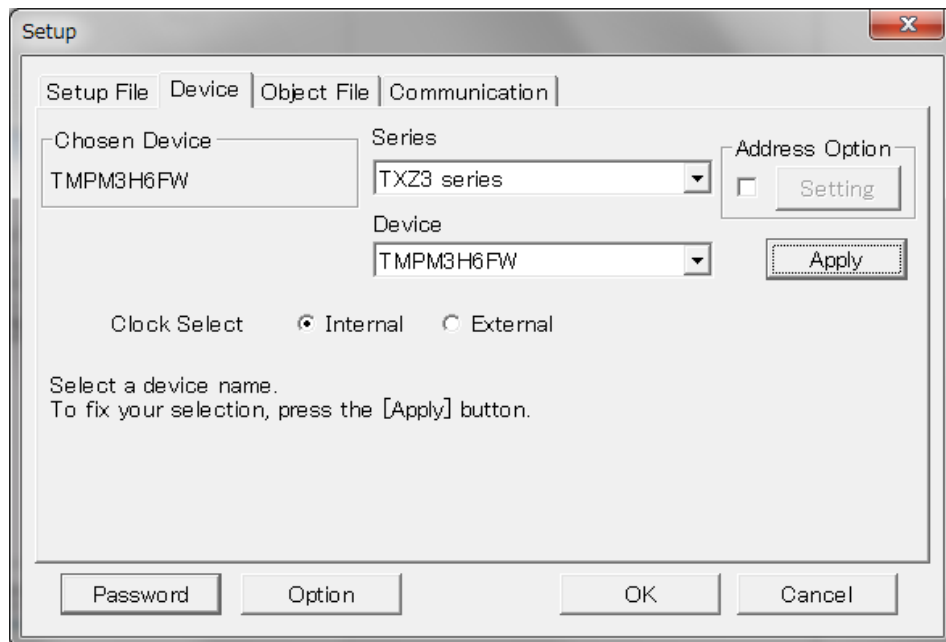 Setup
Setup File Device Object File Communication
Chosen Device
TMPM3H6FW
Series
TXZ3 series
Address Option
Setting
Device
TMPM3H6FW
Apply
Clock Select Internal External
Select a device name.
To fix your selection, press the [Apply] button.
Password Option OK Cancel